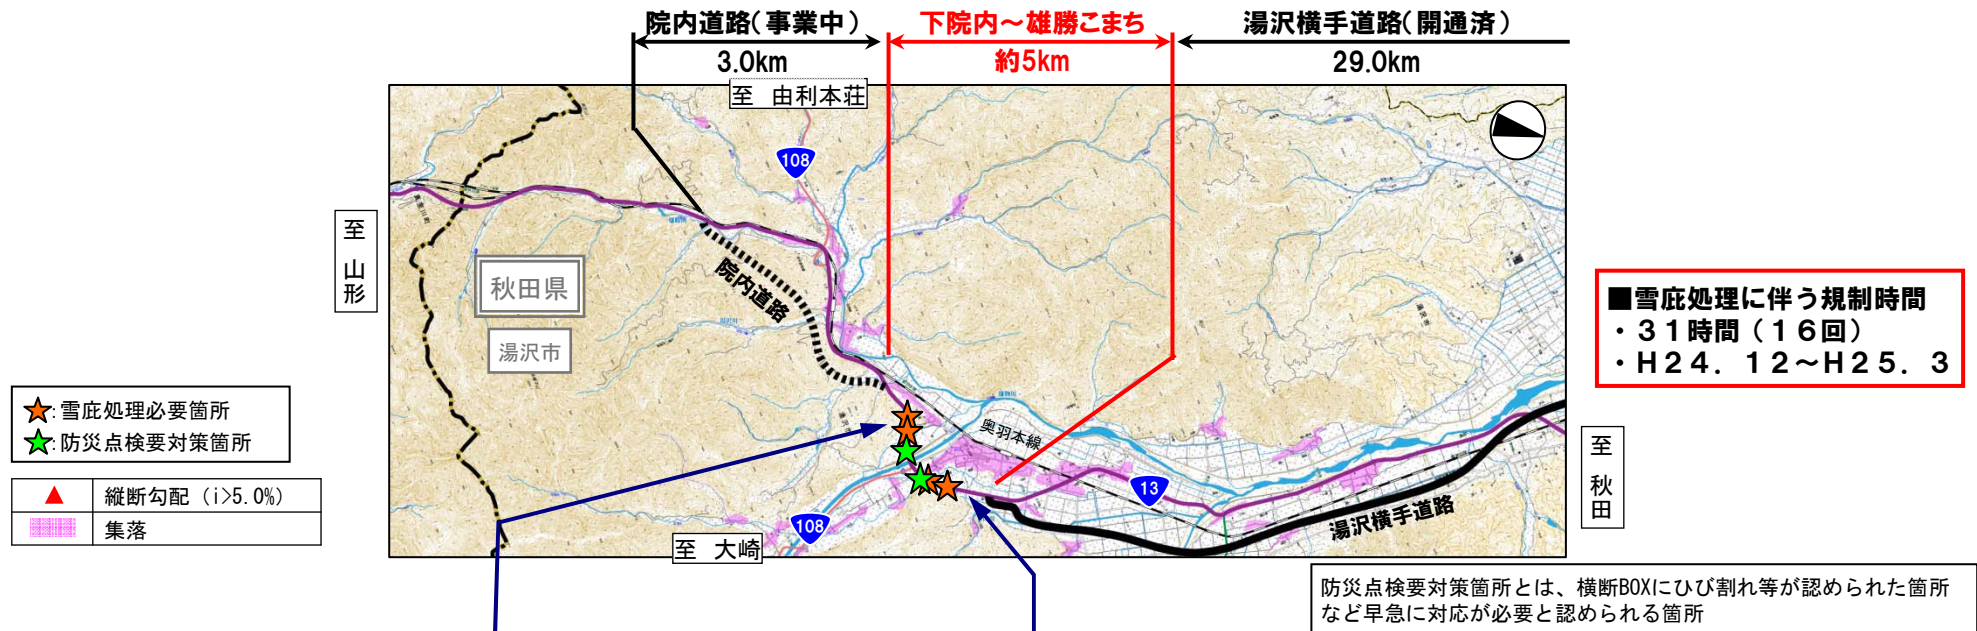 院内道路(事業中)
下院内～雄勝こまち
湯沢横手道路(開通済)
3.0km
約5km
29.0km
至 由利本荘
108
至 山形
秋田県
湯沢市
院内道路
■雪庇処理に伴う規制時間
・31時間(16回)
・H24.12～H25.3
:雪庇処理必要箇所
:防災点検要対策箇所
縦断勾配 (i>5.0%)
集落
奥羽本線
13
108
湯沢横手道路
至 秋田
至 大崎
防災点検要対策箇所とは、横断BOXにひび割れ等が認められた箇所
など早急に対応が必要と認められる箇所